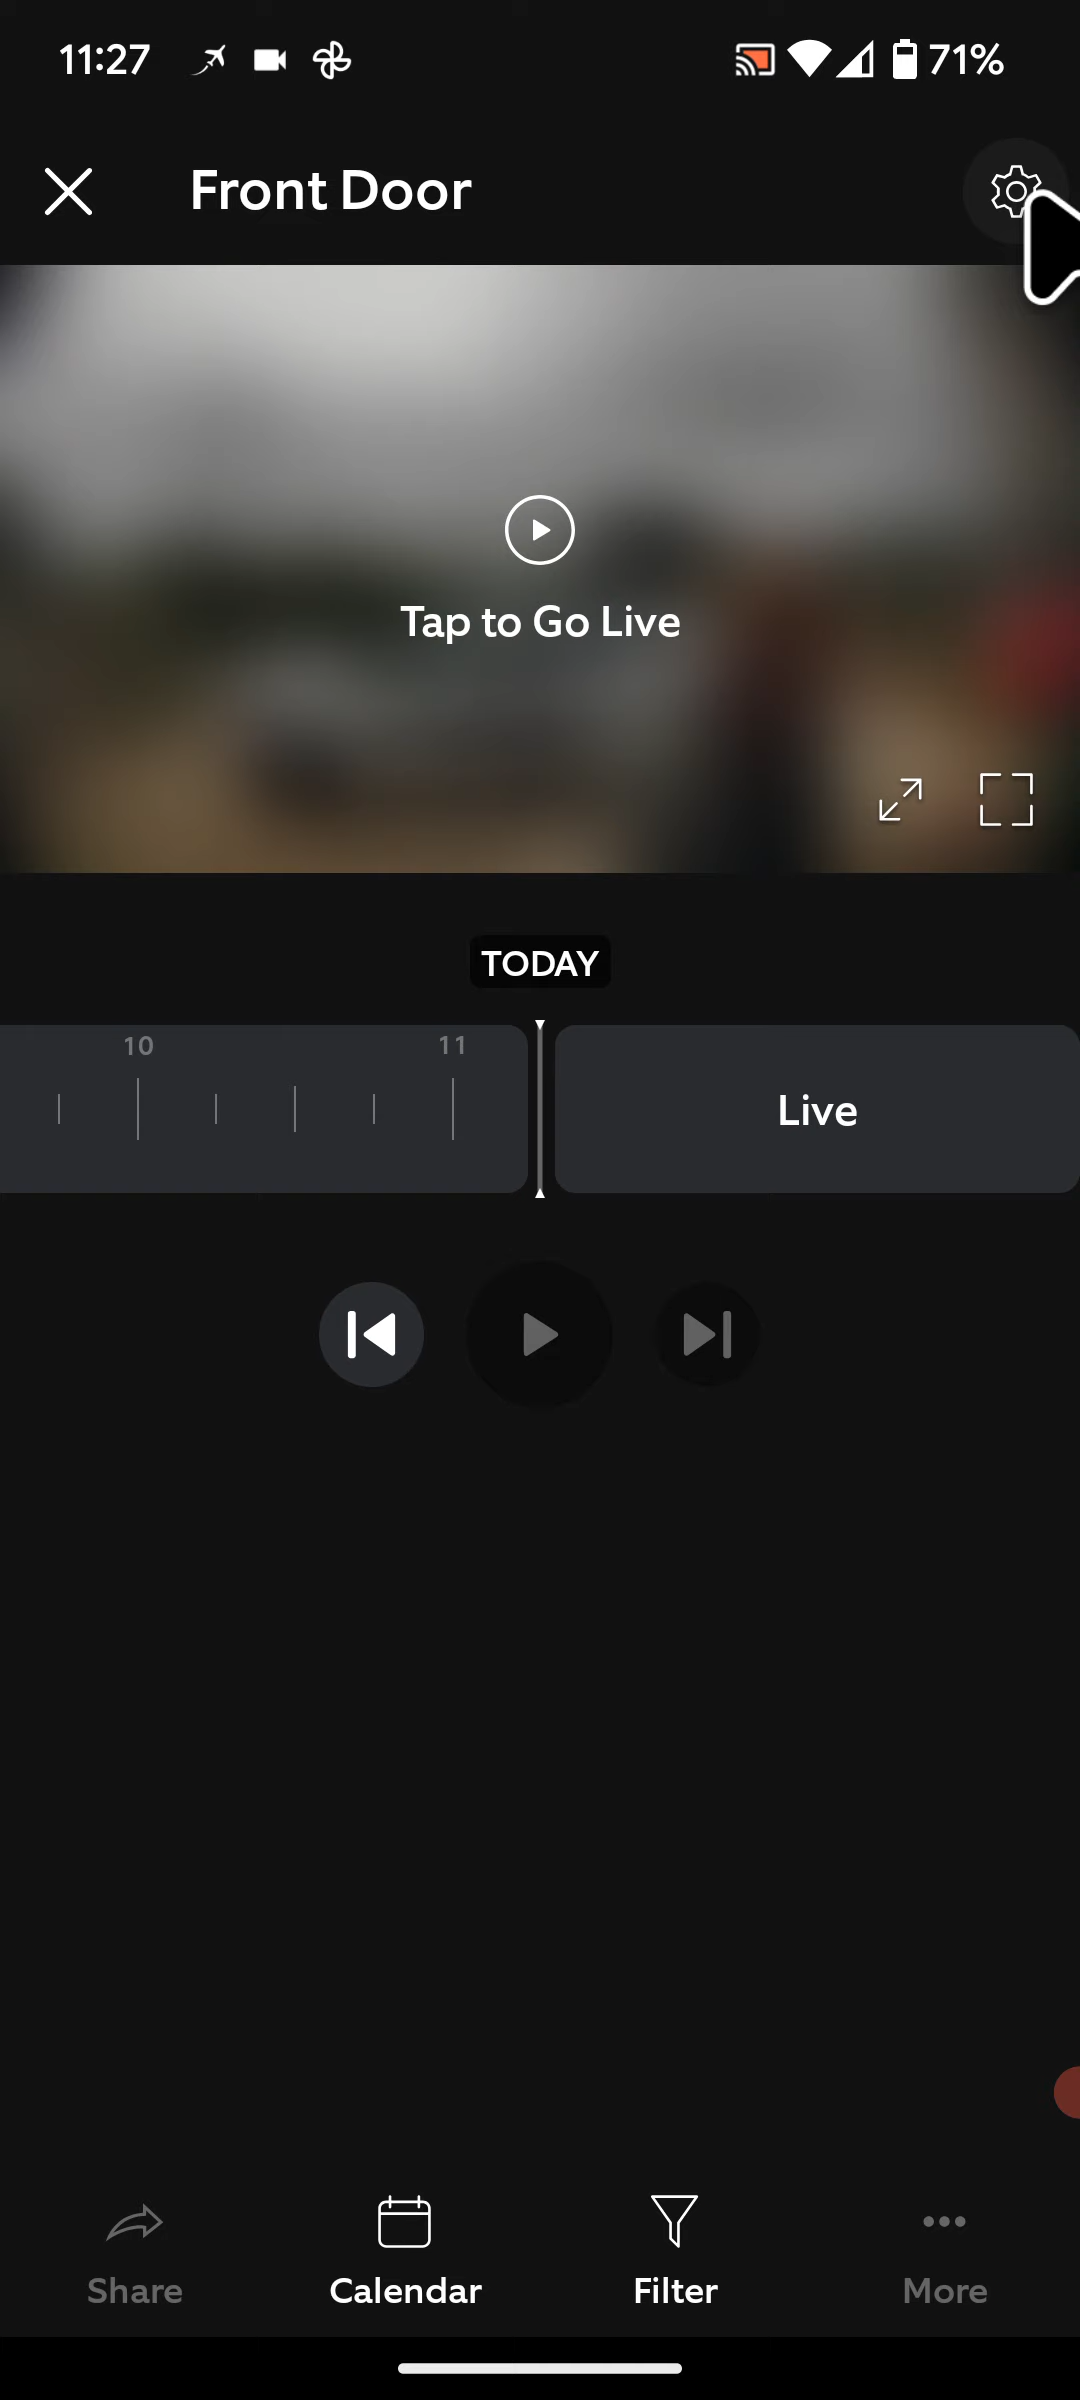 11:27
71%
Front Door
Tap to Go Live
TODAY
10
11
Live
Share
Calendar
Filter
More